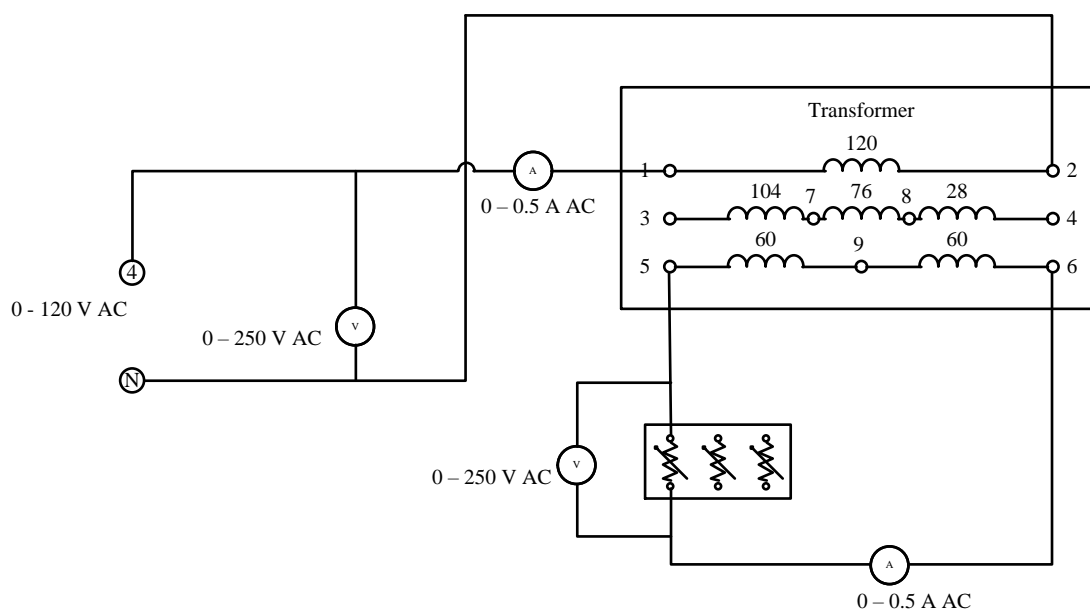 Transformer
120
1
2
A
0 – 0.5 A AC
104
7
76
8
28
3
4
60
9
60
5
6
4
0 - 120 V AC
0 – 250 V AC
V
N
0 – 250 V AC
V
A
0 – 0.5 A AC